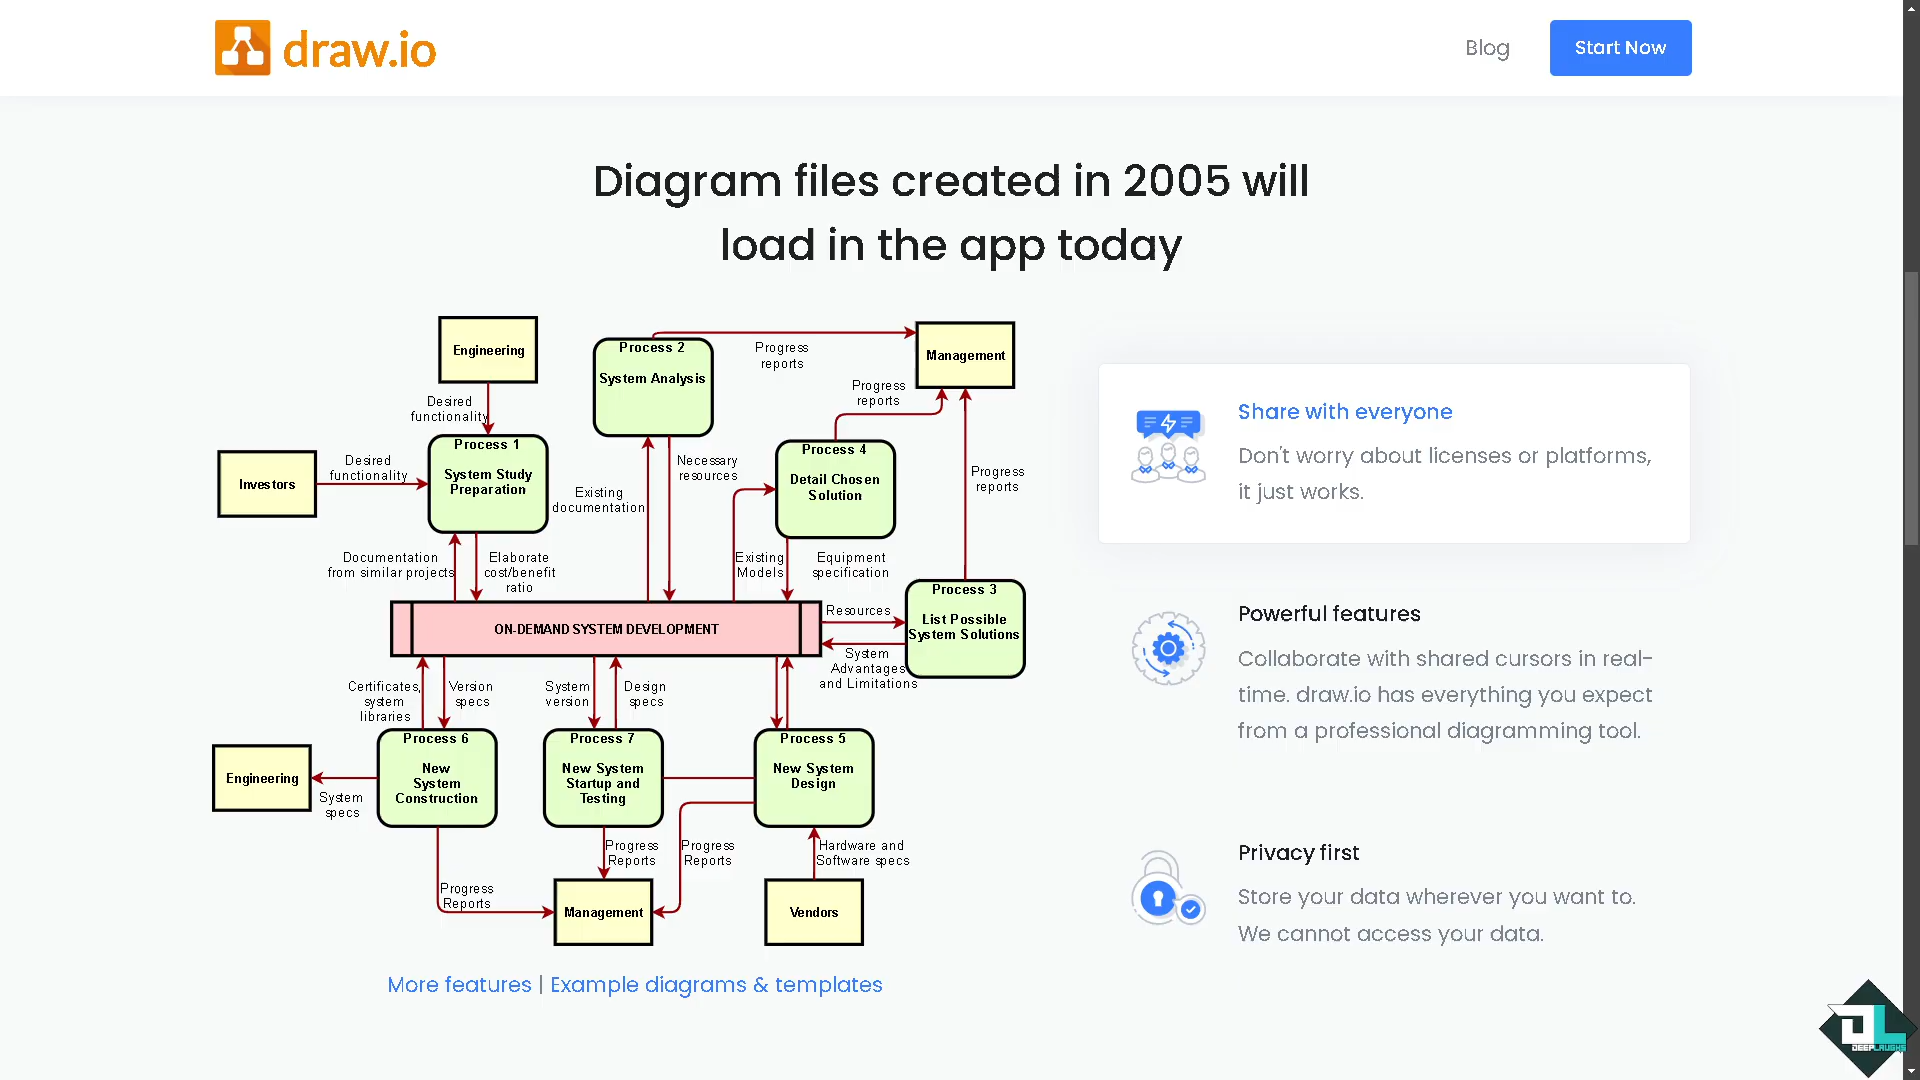 draw.io
Blog
Start Now
Diagram files created in 2005 will
load in the app today
Engineering
Process 2
System Analysis
Progress
reports
Management
Desired
functionality
Progress
reports
Process 1
System Study
Preparation
Investors
Desired
functionality
Existing
documentation
Necessary
resources
Process 4
Detail Chosen
Solution
Progress
reports
Documentation
from similar projects
Elaborate
cost/benefit
ratio
Existing
Models
Equipment
specification
Process 3
List Possible
System Solutions
ON-DEMAND SYSTEM DEVELOPMENT
Resources
System
Advantages
and Limitations
Certificates,
system
libraries
Version
specs
System
version
Design
specs
Process 6
New
System
Construction
Process 7
New System
Startup and
Testing
Process 5
New System
Design
Engineering
System
specs
Progress
Reports
Progress
Reports
Hardware and
Software specs
Progress
Reports
Management
Vendors
More features | Example diagrams & templates
Share with everyone
Don't worry about licenses or platforms,
it just works.
Powerful features
Collaborate with shared cursors in real-
time. draw.io has everything you expect
from a professional diagramming tool.
Privacy first
Store your data wherever you want to.
We cannot access your data.
DL
DEEPLAUGHS